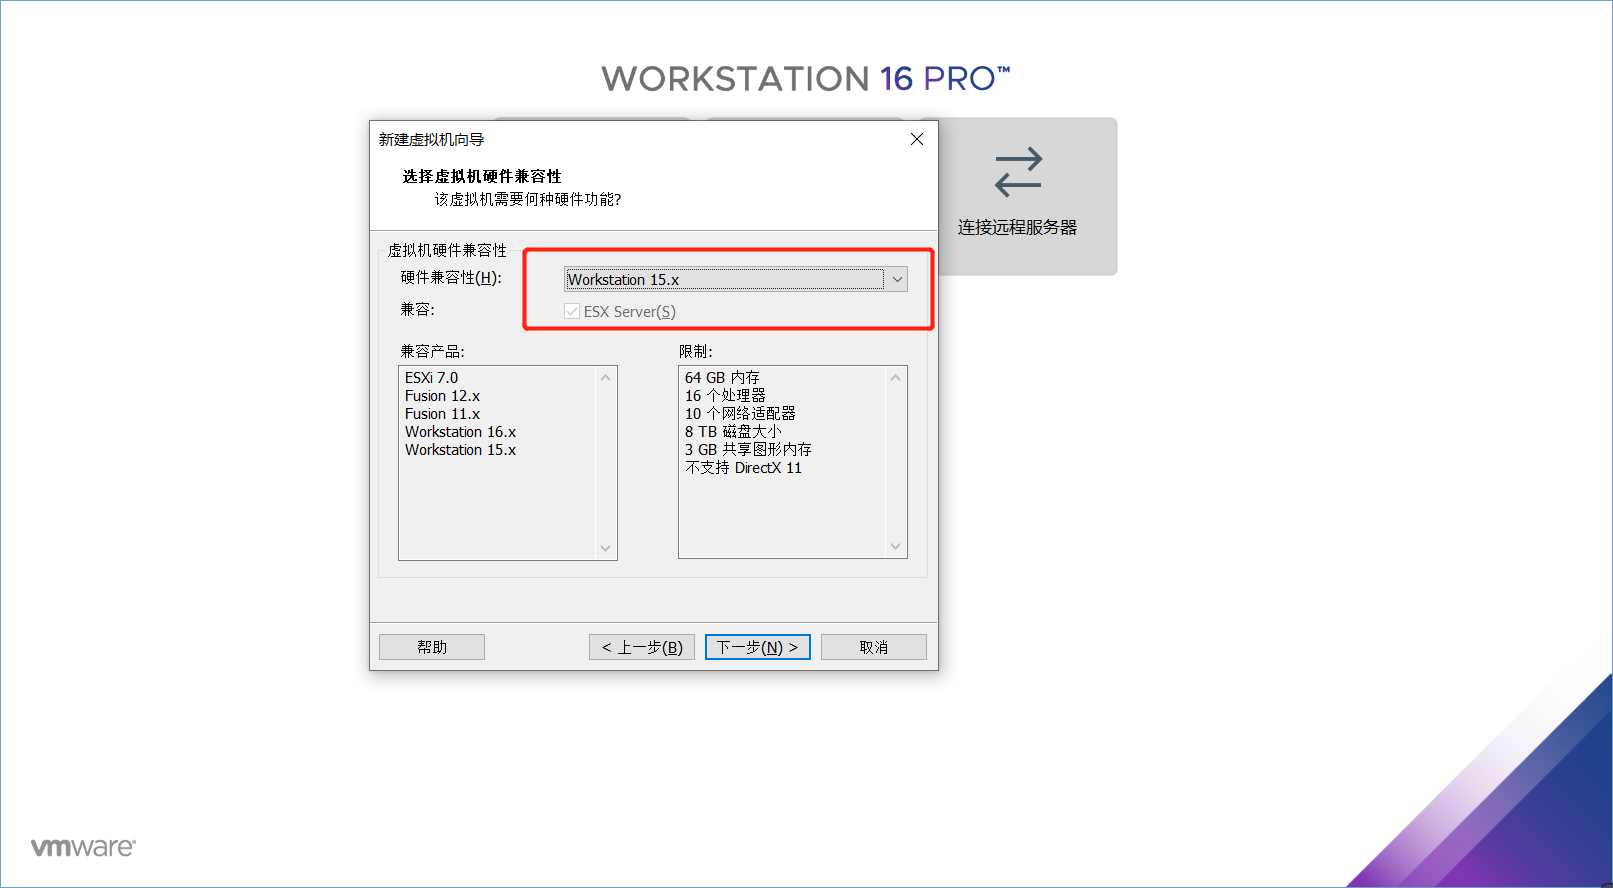 WORKSTATION 16 PRO™
新建虚拟机向导
选择虚拟机硬件兼容性
该虚拟机需要何种硬件功能?
连接远程服务器
虚拟机硬件兼容性
硬件兼容性(H):
Workstation 15.x
兼容:
ESX Server(S)
兼容产品:
ESXi 7.0
Fusion 12.x
Fusion 11.x
Workstation 16.x
Workstation 15.x
限制:
64 GB 内存
16 个处理器
10 个网络适配器
8 TB 磁盘大小
3 GB 共享图形内存
不支持 DirectX 11
帮助
< 上一步(B)
下一步(N) >
取消
vmware®